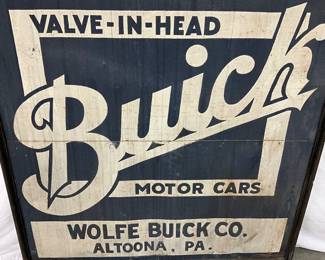 VALVE-IN-HEAD
Buick
MOTOR CARS
WOLFE BUICK CO.
ALTOONA, PA.